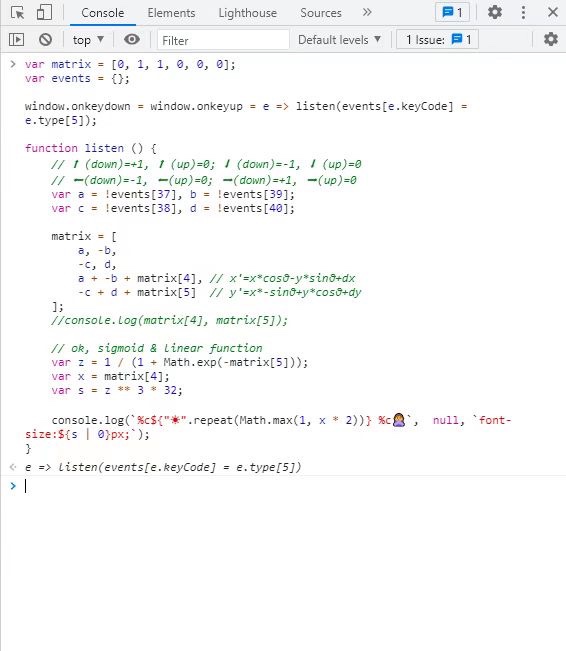 Console Elements Lighthouse Sources » 1
top ▼ Filter Default levels ▼ 1 Issue: 1
> var matrix = [0, 1, 1, 0, 0, 0];
var events = {};
window.onkeydown = window.onkeyup = e => listen(events[e.keyCode] =
e.type[5]);
function listen () {
// ⬆ (down)=+1, ⬆ (up)=0; ⬇ (down)=-1, ⬇ (up)=0
// ⬅(down)=-1, ⬅(up)=0; ➡(down)=+1, ➡(up)=0
var a = !events[37], b = !events[39];
var c = !events[38], d = !events[40];
matrix = [
a, -b,
-c, d,
a + -b + matrix[4], // x'=x*cosθ-y*sinθ+dx
-c + d + matrix[5] // y'=x*-sinθ+y*cosθ+dy
];
//console.log(matrix[4], matrix[5]);
// ok, sigmoid & linear function
var z = 1 / (1 + Math.exp(-matrix[5]));
var x = matrix[4];
var s = z ** 3 * 32;
console.log(`%c${"☀".repeat(Math.max(1, x * 2))} %c🙍`, null, `font-
size:${s | 0}px;`);
}
e => listen(events[e.keyCode] = e.type[5])
>